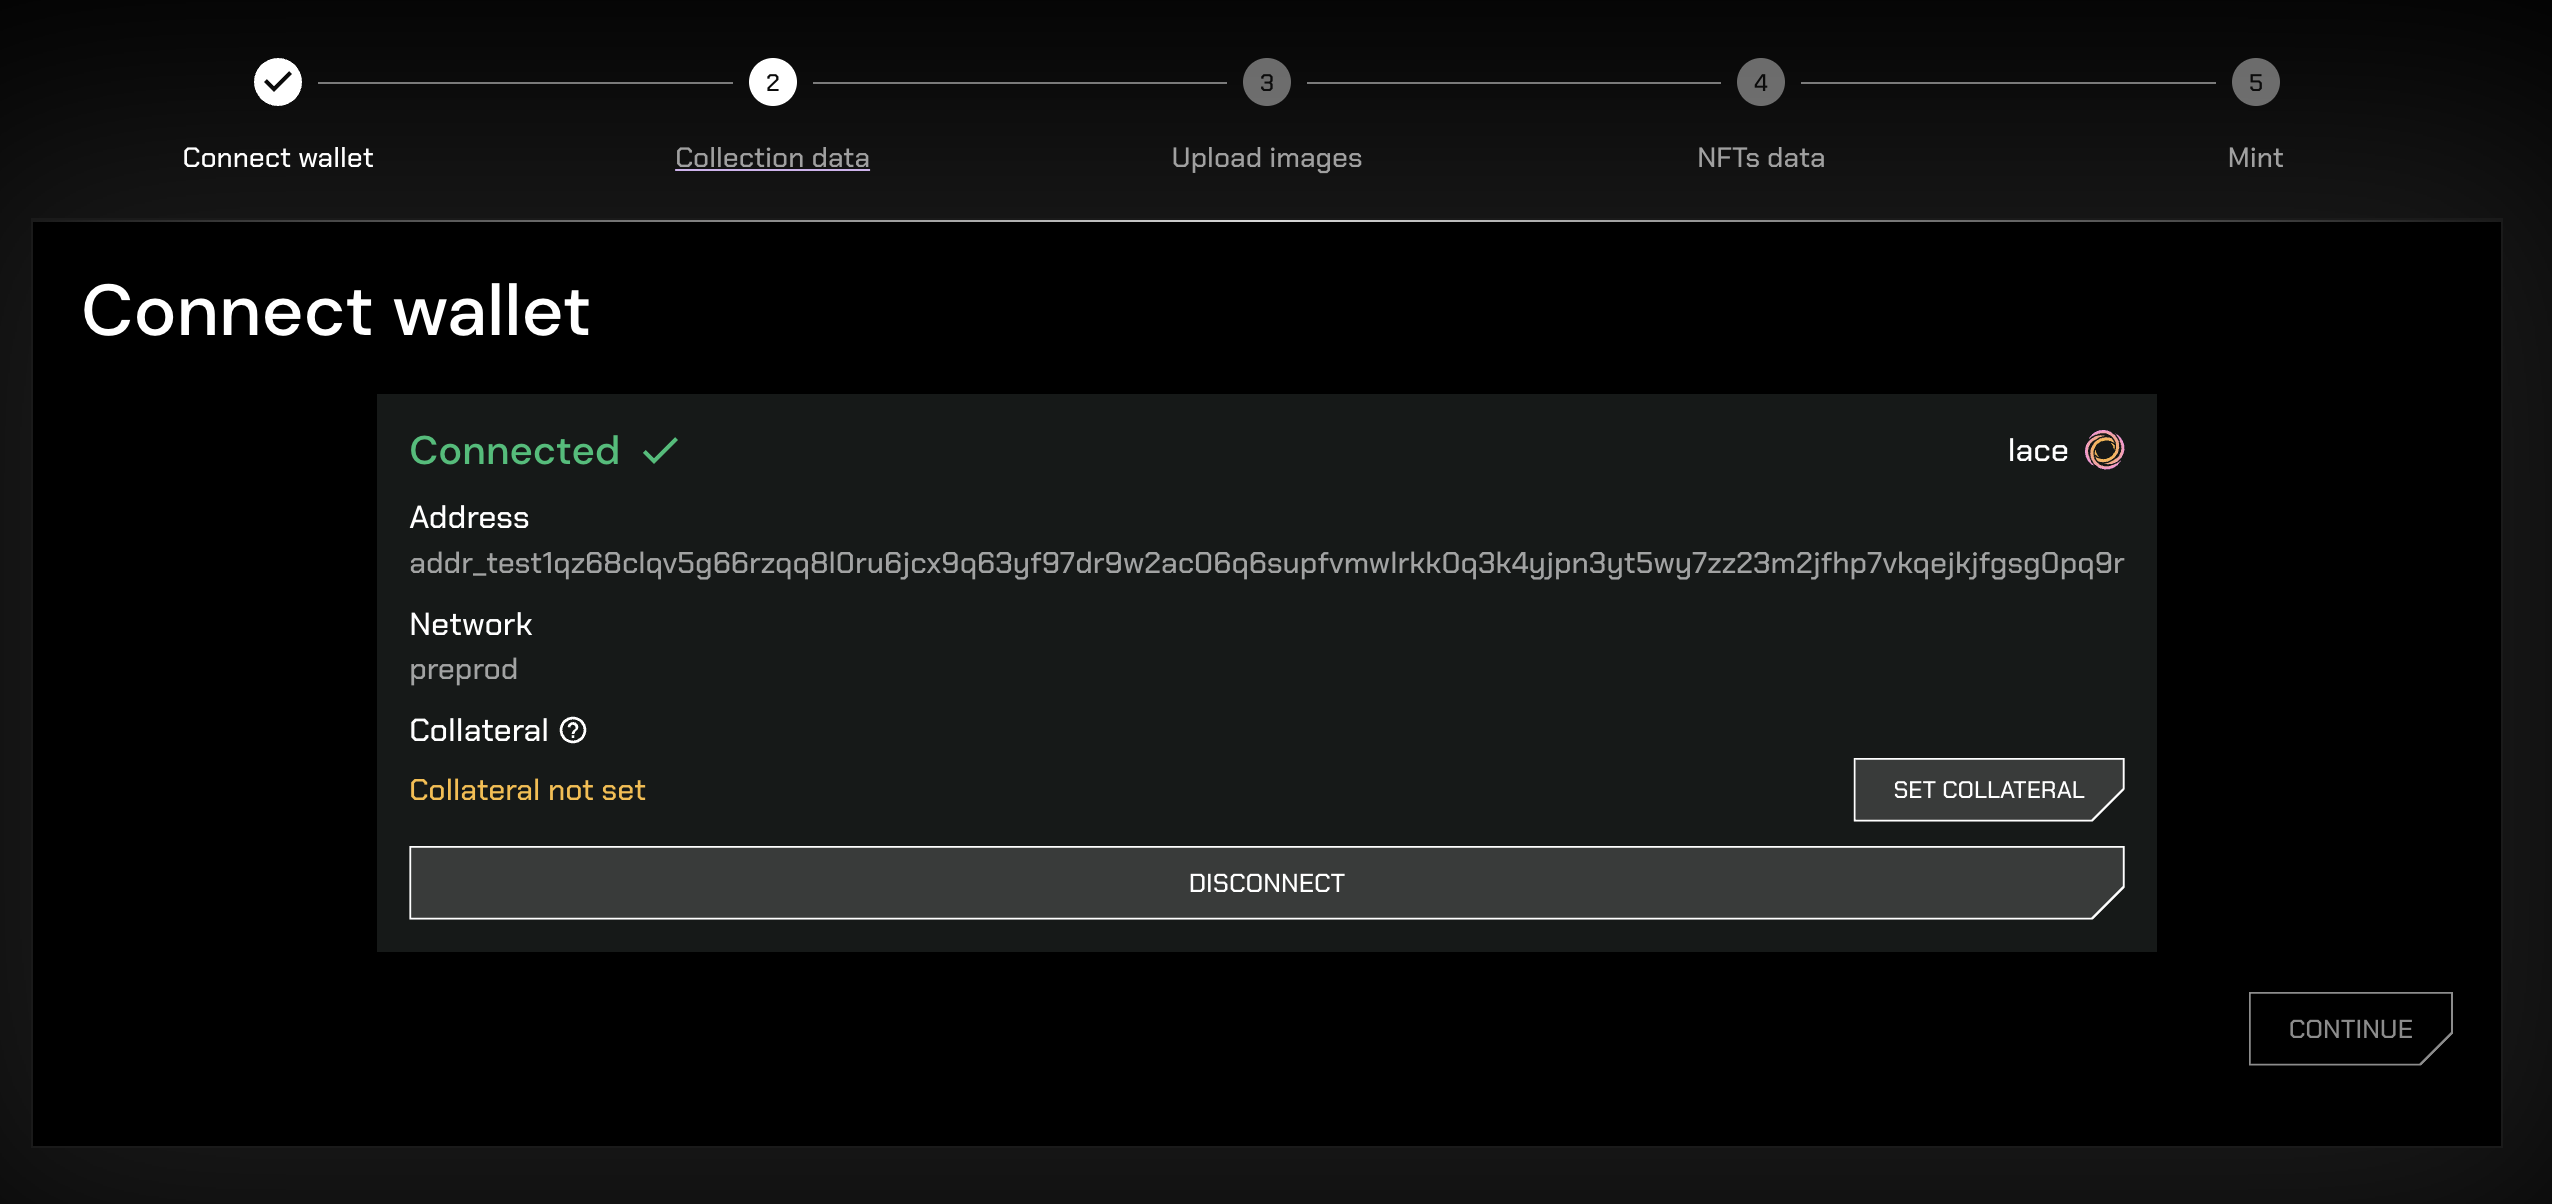 2
3
4
5
Connect wallet
Collection data
Upload images
NFTs data
Mint
Connect wallet
Connected
lace
Address
addr_test1qz68clqv5g66rzqq8l0ru6jcx9q63yf97dr9w2ac06q6supfvmwlrkk0q3k4yjpn3yt5wy7zz23m2jfhp7vkqejkjfgsg0pq9r
Network
preprod
Collateral ?
Collateral not set
SET COLLATERAL
DISCONNECT
CONTINUE